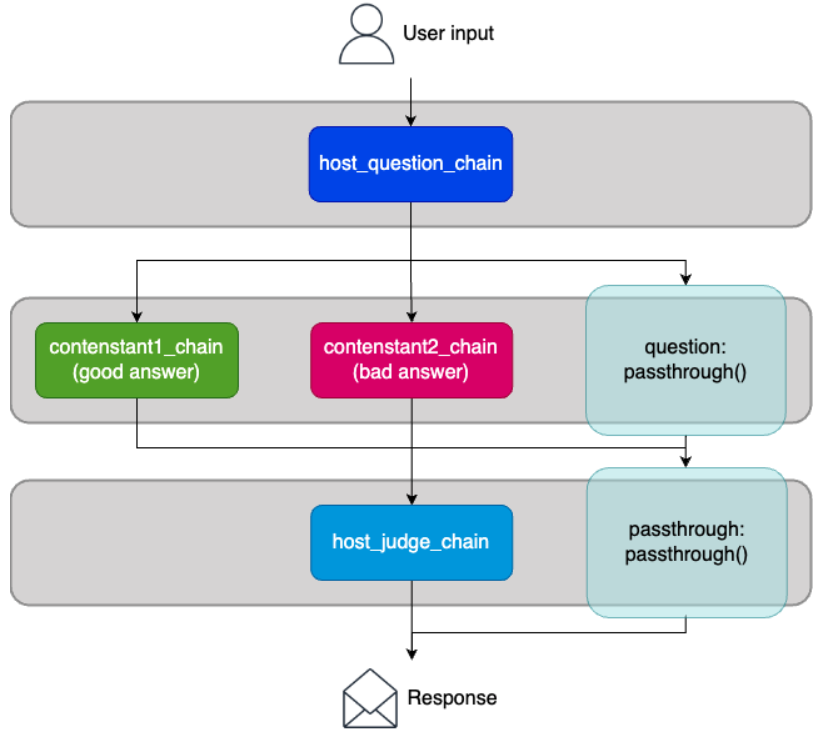 User input
host_question_chain
contenstant1_chain
(good answer)
contenstant2_chain
(bad answer)
question:
passthrough()
host_judge_chain
passthrough:
passthrough()
Response